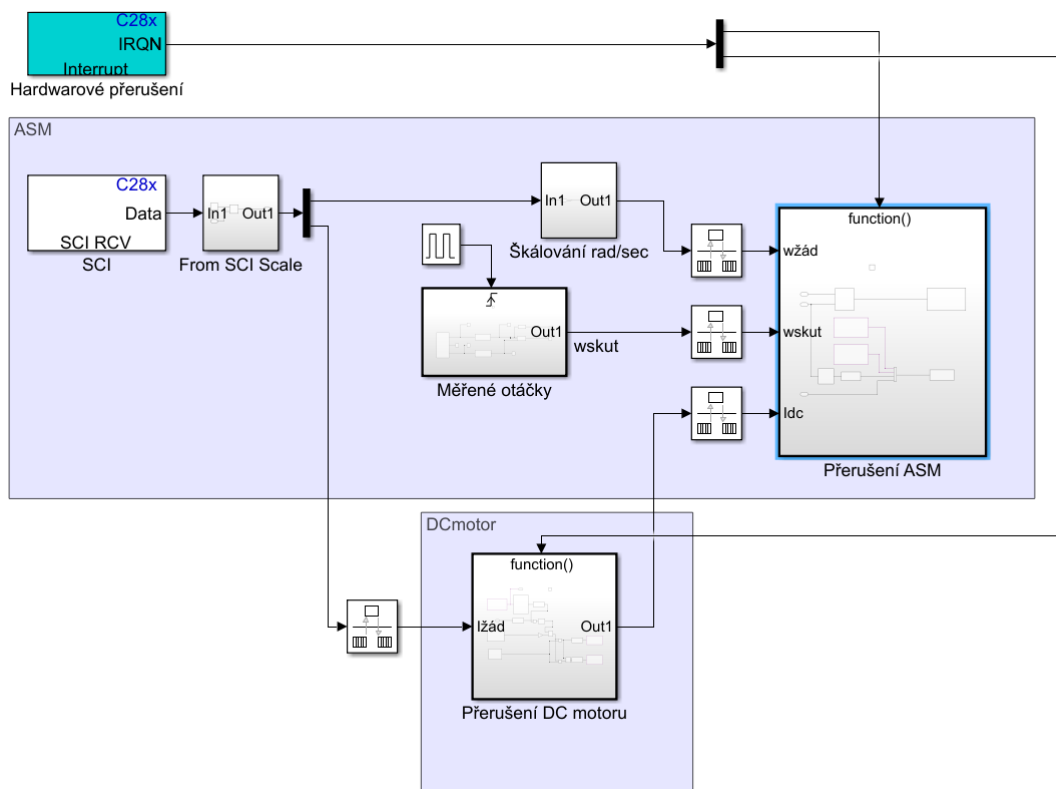 C28x
IRQN
Interrupt
Hardwarové přerušení
ASM
C28x
Data
SCI RCV
SCI
In1
Out1
From SCI Scale
In1
Out1
Škálování rad/sec
Out1
wskut
Měřené otáčky
function()
wžád
wskut
Idc
Přerušení ASM
DCmotor
function()
Ižád
Out1
Přerušení DC motoru